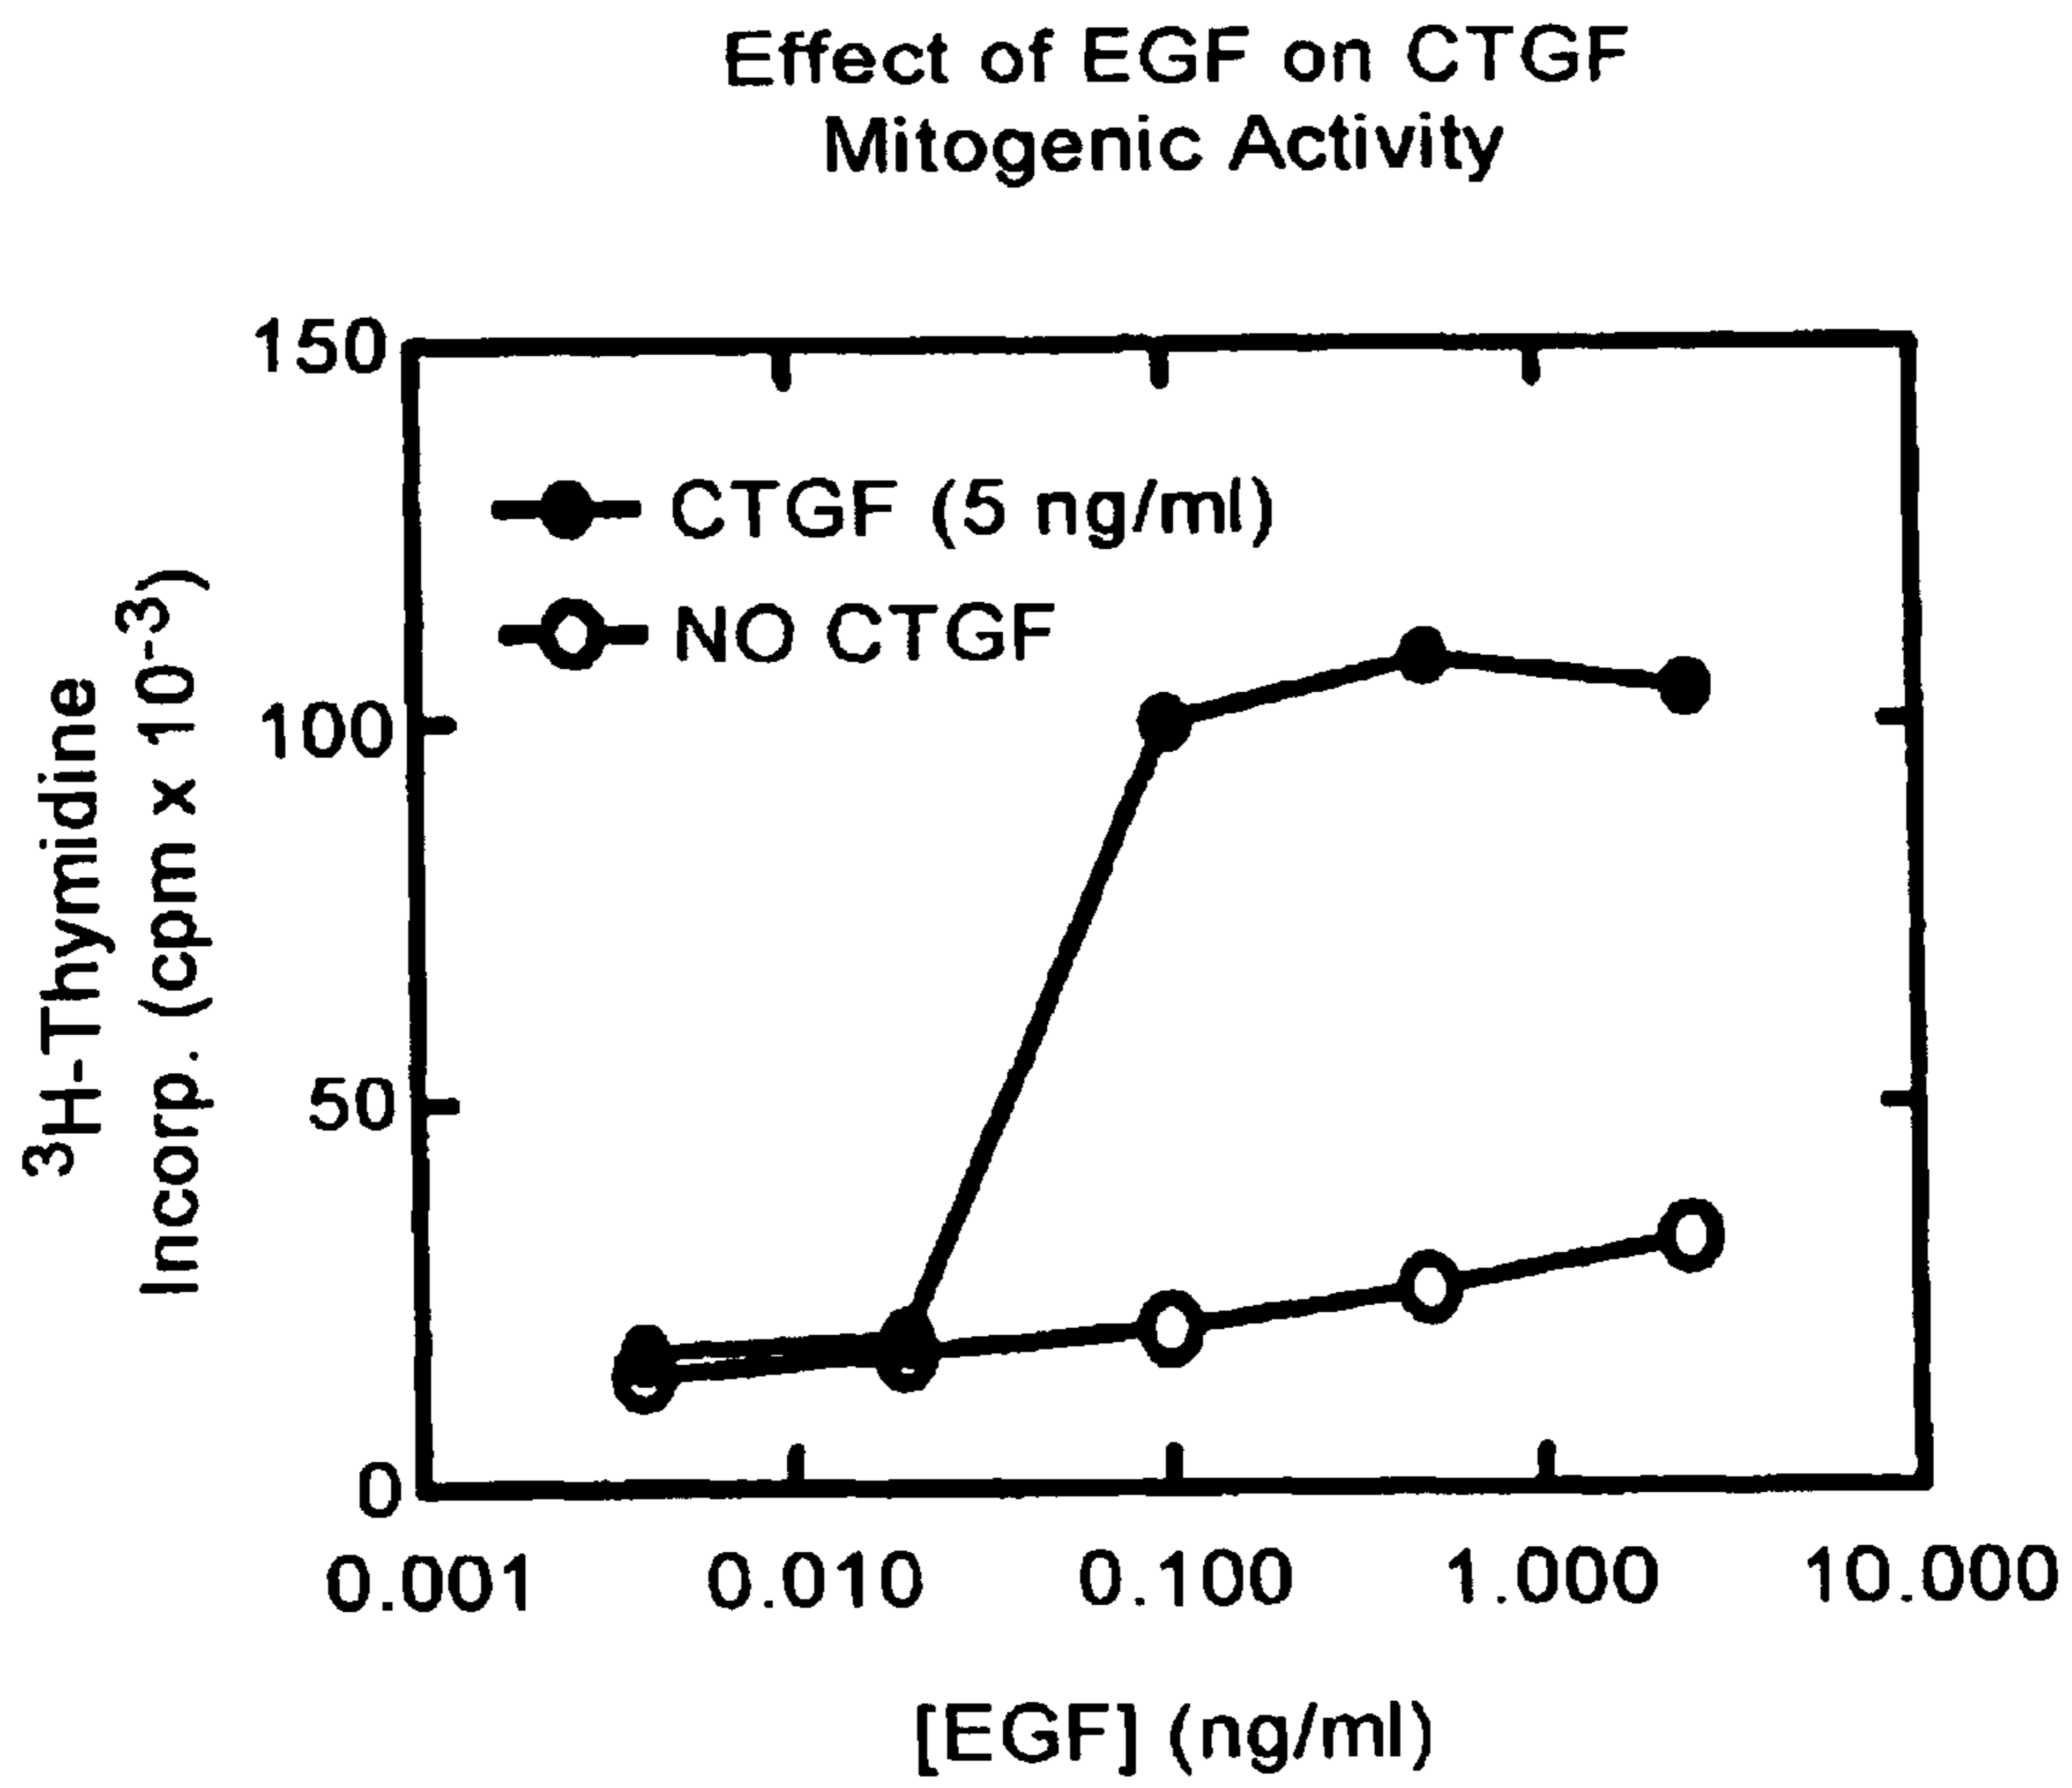 Effect of EGF on CTGF
Mitogenic Activity
150
100
50
0
³H-Thymidine
Incorp. (cpm x 10⁻³)
CTGF (5 ng/ml)
NO CTGF
0.001 0.010 0.100 1.000 10.000
[EGF] (ng/ml)